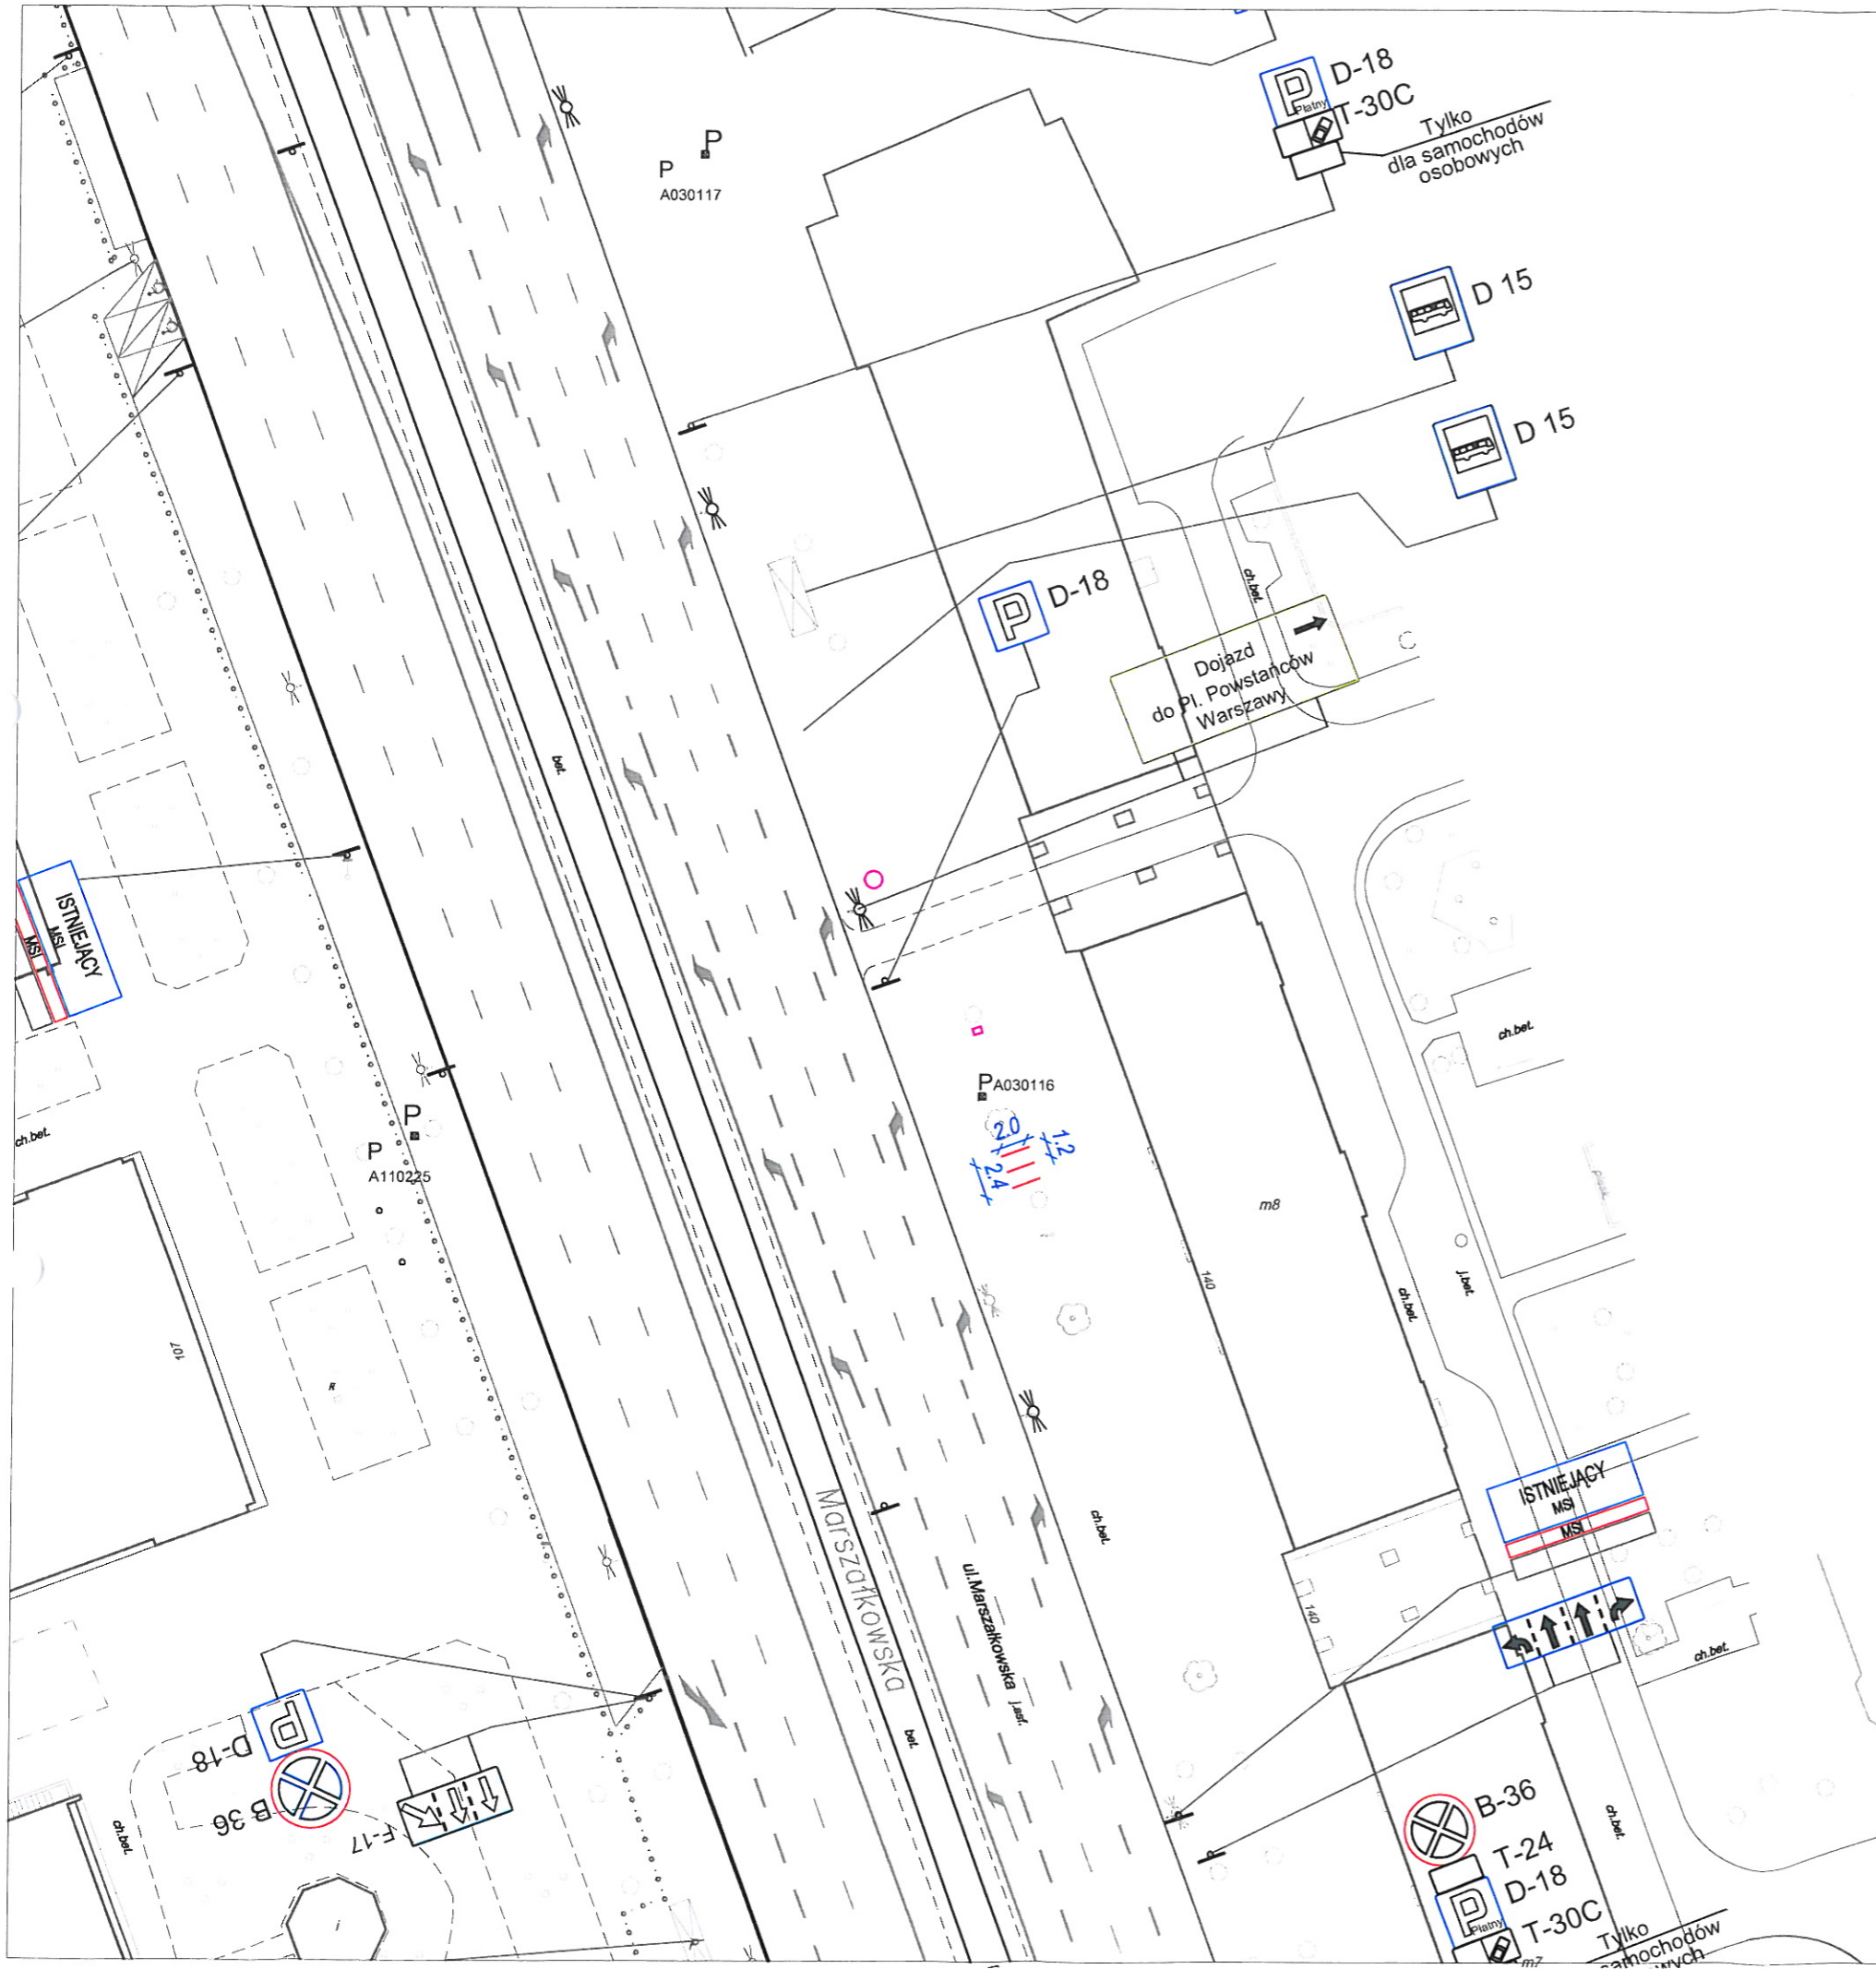 P
Płatny
D-18
T-30C
Tylko
dla samochodów
osobowych
P
P
A030117
D 15
D 15
P
D-18
ch.bet.
Dojazd
do Pl. Powstańców
Warszawy
bet.
ISTNIEJĄCY
MSI
MSI
ch.bet.
P
A030116
2.0
1.2
2.4
ch.bet.
P
P
A110225
m8
140
j.bet.
ch.bet.
107
R
ISTNIEJĄCY
MSI
MSI
ch.bet.
Marszałkowska
ul.Marszałkowska
j.asf.
140
ch.bet.
bet.
P
D-18
B 36
F-17
ch.bet.
i
ch.bet.
B-36
T-24
P
Płatny
D-18
T-30C
m7
Tylko
samochodów